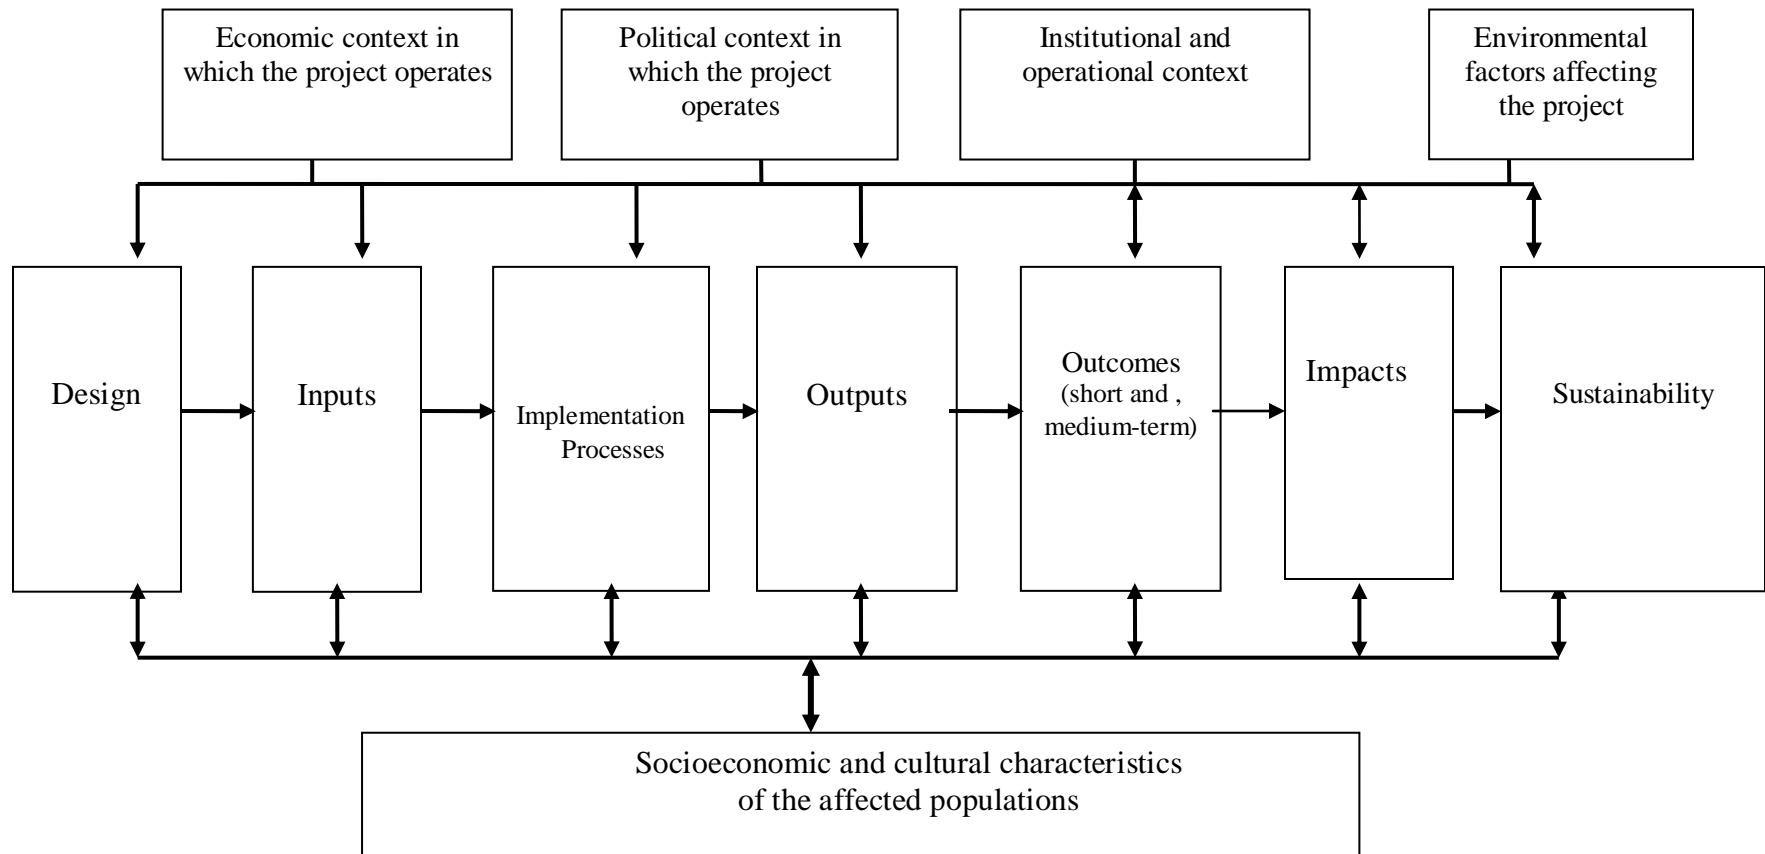 Economic context in
which the project operates
Political context in
which the project
operates
Institutional and
operational context
Environmental
factors affecting
the project
Design
Inputs
Implementation
Processes
Outputs
Outcomes
(short and ,
medium-term)
Impacts
Sustainability
Socioeconomic and cultural characteristics
of the affected populations